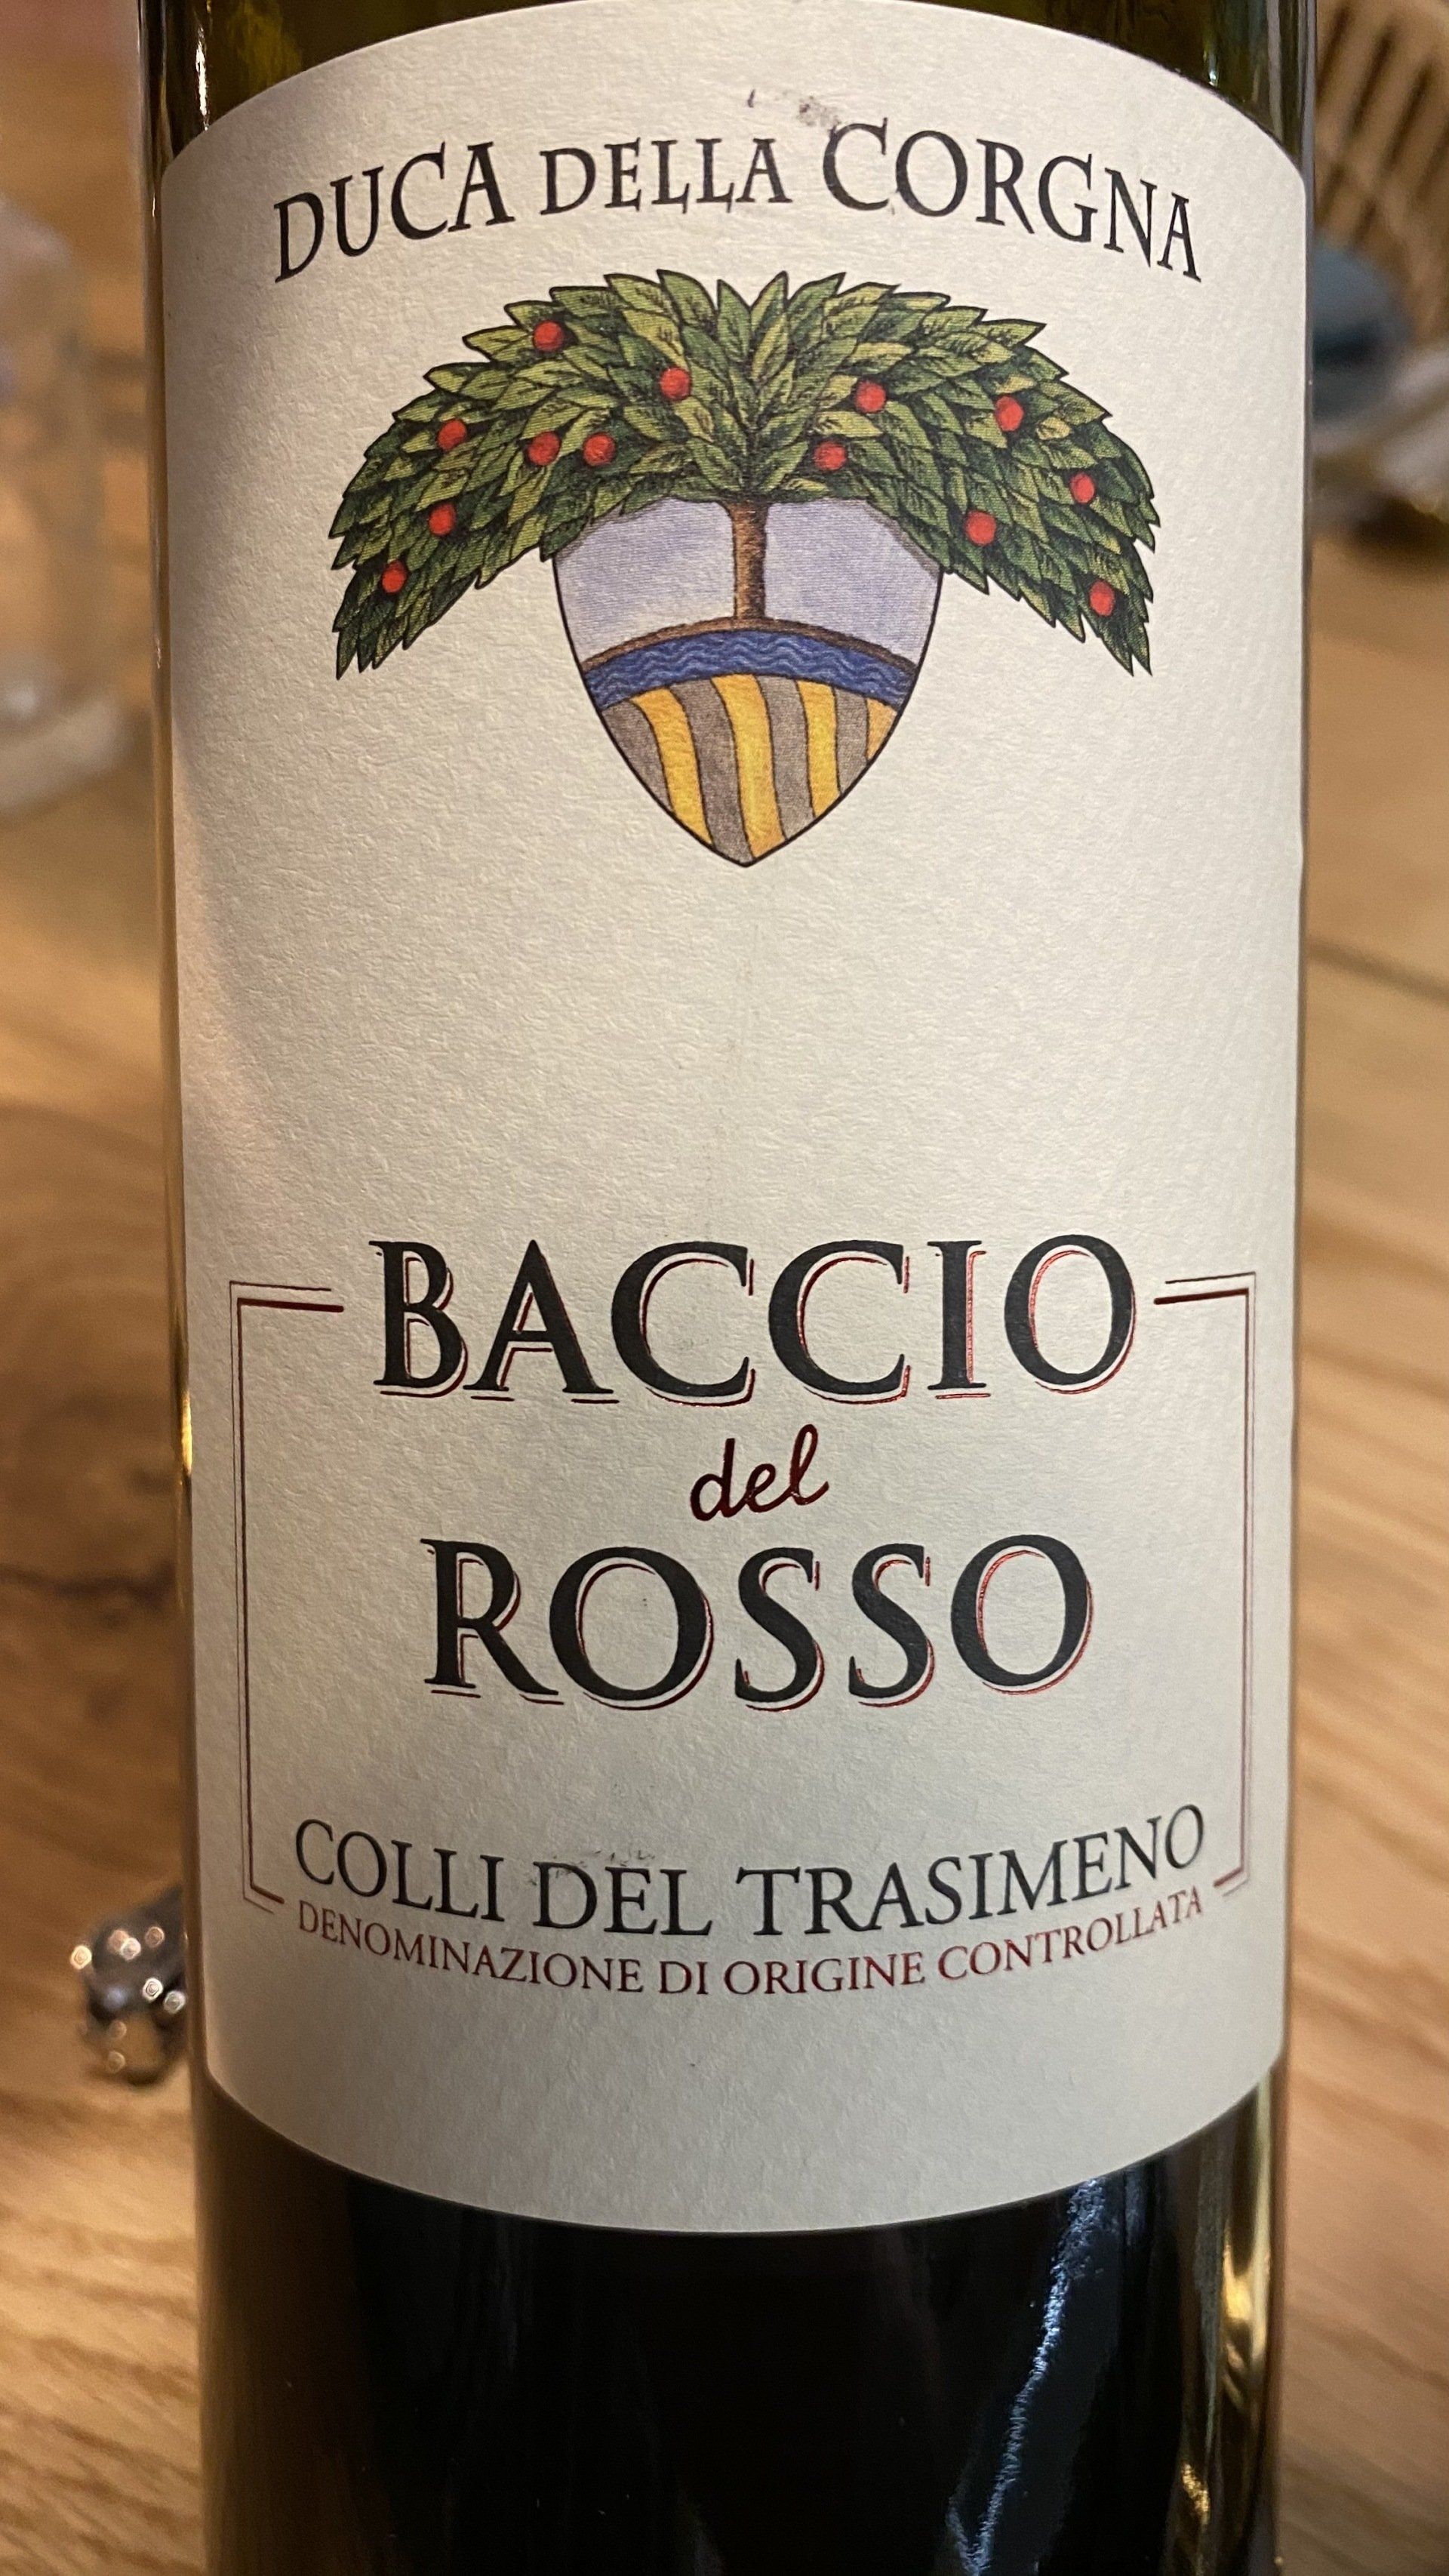 DUCA DELLA CORGNA
BACCIO
del
ROSSO
COLLI DEL TRASIMENO
DENOMINAZIONE DI ORIGINE CONTROLLATA